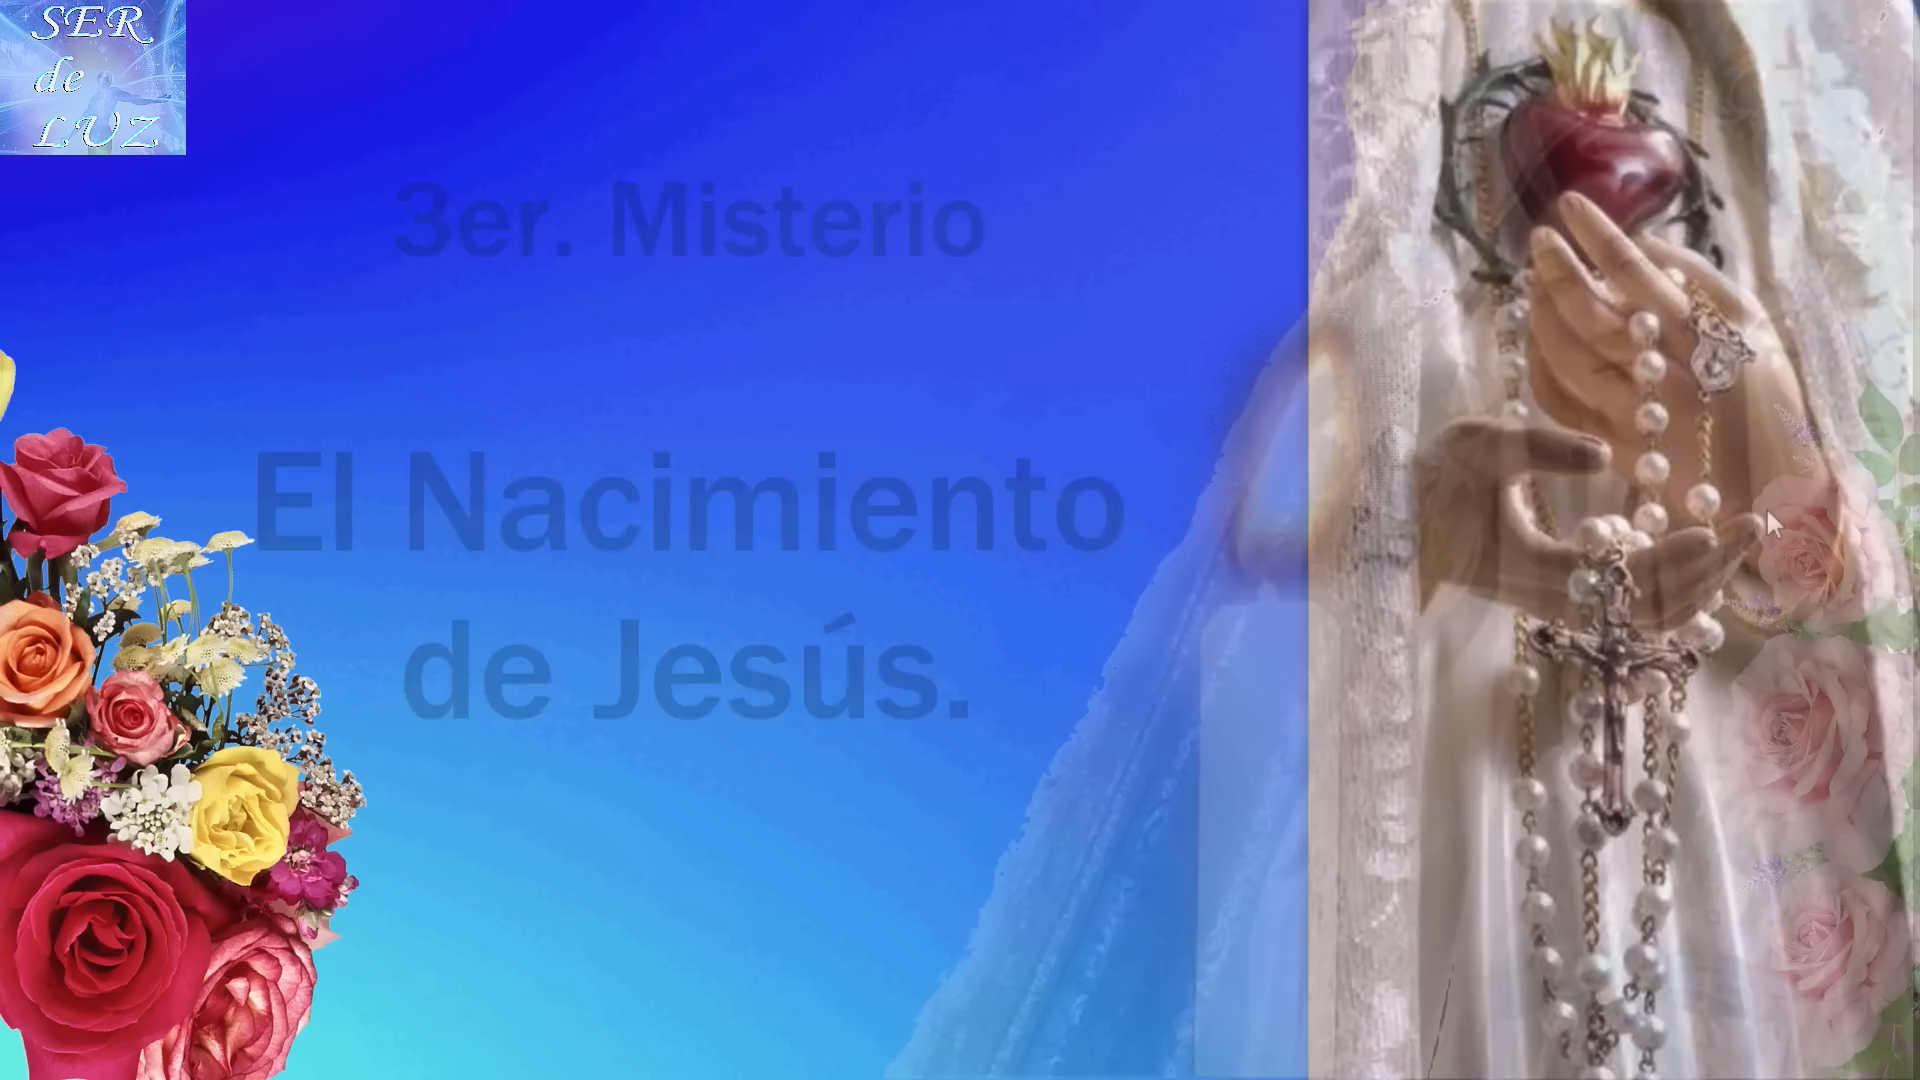 SER
de
LUZ
3er. Misterio
El Nacimiento
de Jesús.